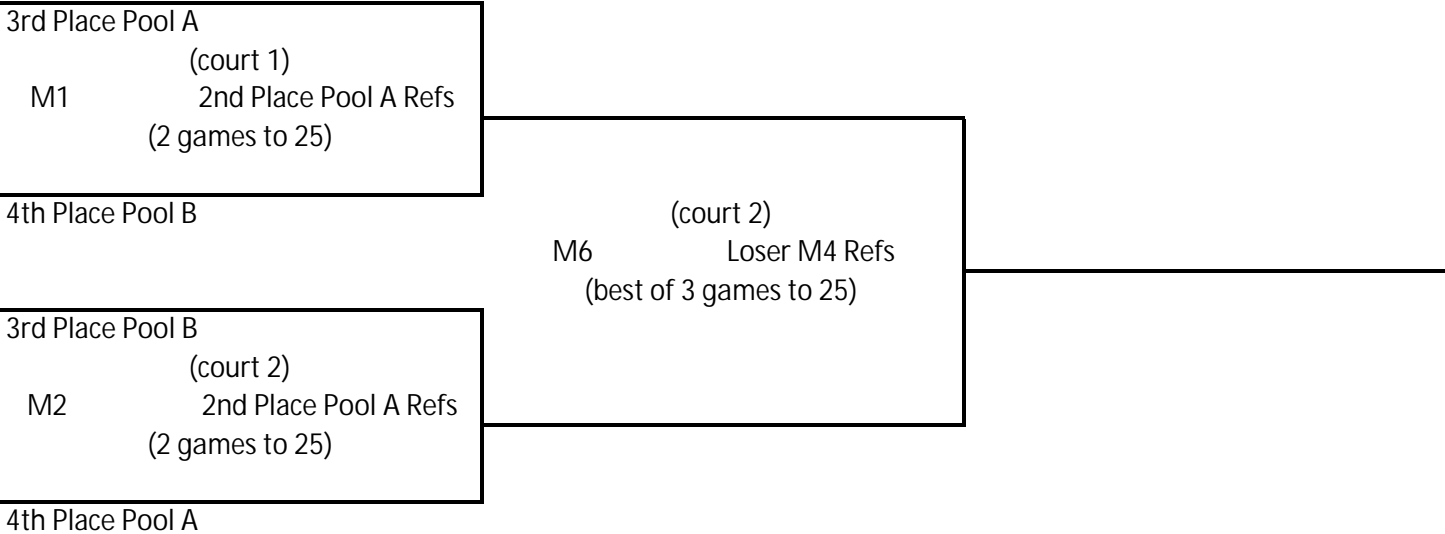 3rd Place Pool A
(court 1)
M1 2nd Place Pool A Refs
(2 games to 25)
4th Place Pool B
(court 2)
M6 Loser M4 Refs
(best of 3 games to 25)
3rd Place Pool B
(court 2)
M2 2nd Place Pool A Refs
(2 games to 25)
4th Place Pool A